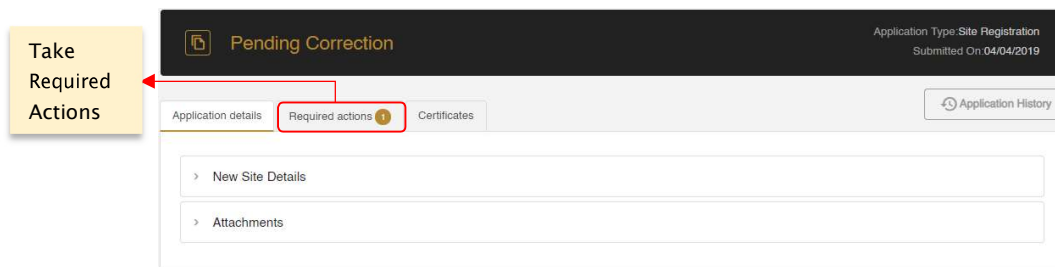 Take
Required
Actions
Pending Correction
Application Type:Site Registration
Submitted On:04/04/2019
Application details
Required actions 1
Certificates
Application History
New Site Details
Attachments